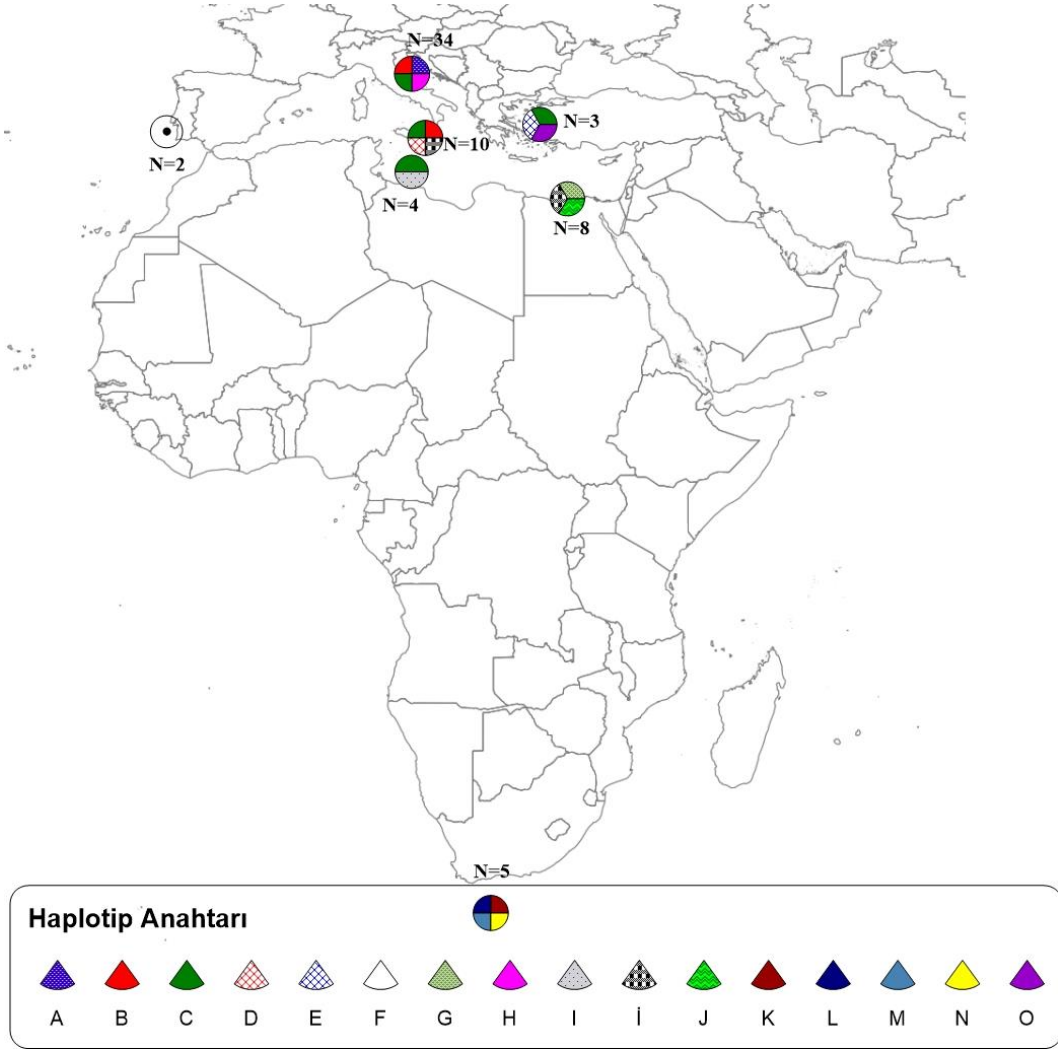 N=34
N=3
N=2
N=10
N=4
N=8
N=5
Haplotip Anahtarı
A B C D E F G H I İ J K L M N O